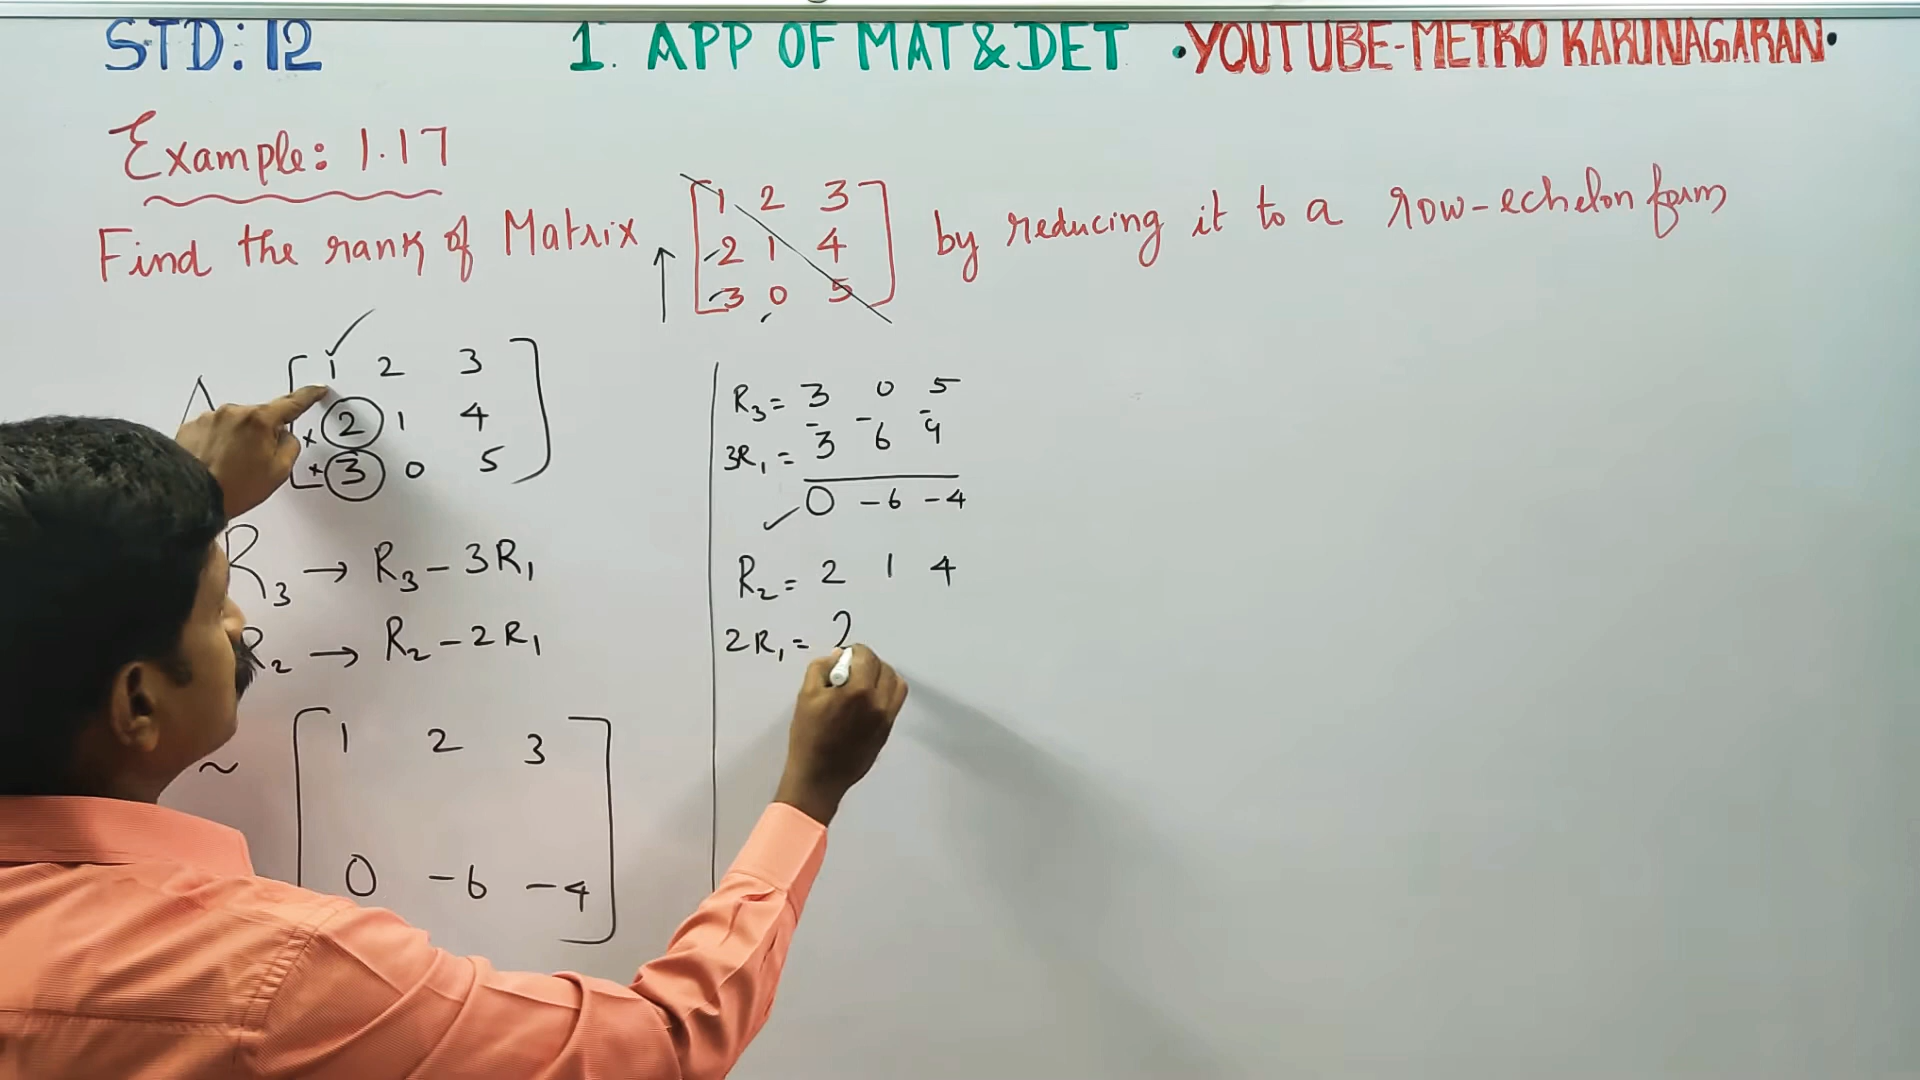 STD: 12 1. APP OF MAT & DET •YOUTUBE-METRO KARUNAGARAN•
Example: 1.17
Find the rank of Matrix [1 2 3
2 1 4
3 0 5] by reducing it to a row-echelon form
A [1 2 3
2 1 4
3 0 5]
R3 → R3 - 3R1
R2 → R2 - 2R1
~ [1 2 3
0 -6 -4]
R3 = 3 0 5
3R1 = 3 6 9
0 -6 -4
R2 = 2 1 4
2R1 = 2